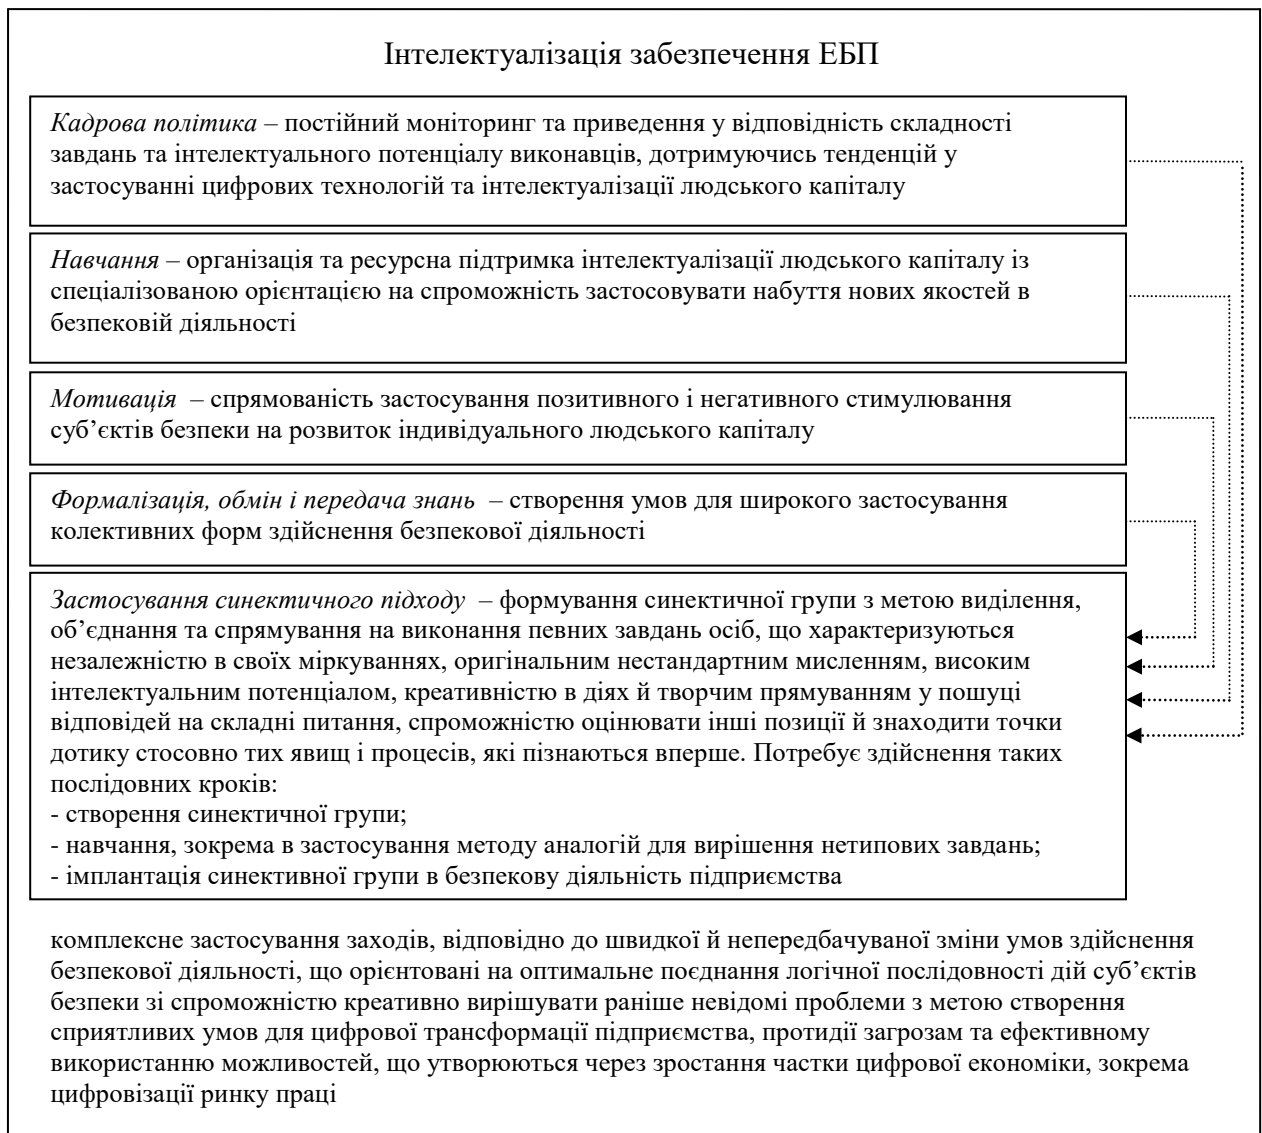 Інтелектуалізація забезпечення ЕБП
Кадрова політика – постійний моніторинг та приведення у відповідність складності
завдань та інтелектуального потенціалу виконавців, дотримуючись тенденцій у
застосуванні цифрових технологій та інтелектуалізації людського капіталу
Навчання – організація та ресурсна підтримка інтелектуалізації людського капіталу із
спеціалізованою орієнтацією на спроможність застосовувати набуття нових якостей в
безпековій діяльності
Мотивація – спрямованість застосування позитивного і негативного стимулювання
суб’єктів безпеки на розвиток індивідуального людського капіталу
Формалізація, обмін і передача знань – створення умов для широкого застосування
колективних форм здійснення безпекової діяльності
Застосування синектичного підходу – формування синектичної групи з метою виділення,
об’єднання та спрямування на виконання певних завдань осіб, що характеризуються
незалежністю в своїх міркуваннях, оригінальним нестандартним мисленням, високим
інтелектуальним потенціалом, креативністю в діях й творчим прямуванням у пошуці
відповідей на складні питання, спроможністю оцінювати інші позиції й знаходити точки
дотику стосовно тих явищ і процесів, які пізнаються вперше. Потребує здійснення таких
послідовних кроків:
- створення синектичної групи;
- навчання, зокрема в застосування методу аналогій для вирішення нетипових завдань;
- імплантація синективної групи в безпекову діяльність підприємства
комплексне застосування заходів, відповідно до швидкої й непередбачуваної зміни умов здійснення
безпекової діяльності, що орієнтовані на оптимальне поєднання логічної послідовності дій суб’єктів
безпеки зі спроможністю креативно вирішувати раніше невідомі проблеми з метою створення
сприятливих умов для цифрової трансформації підприємства, протидії загрозам та ефективному
використанню можливостей, що утворюються через зростання частки цифрової економіки, зокрема
цифровізації ринку праці